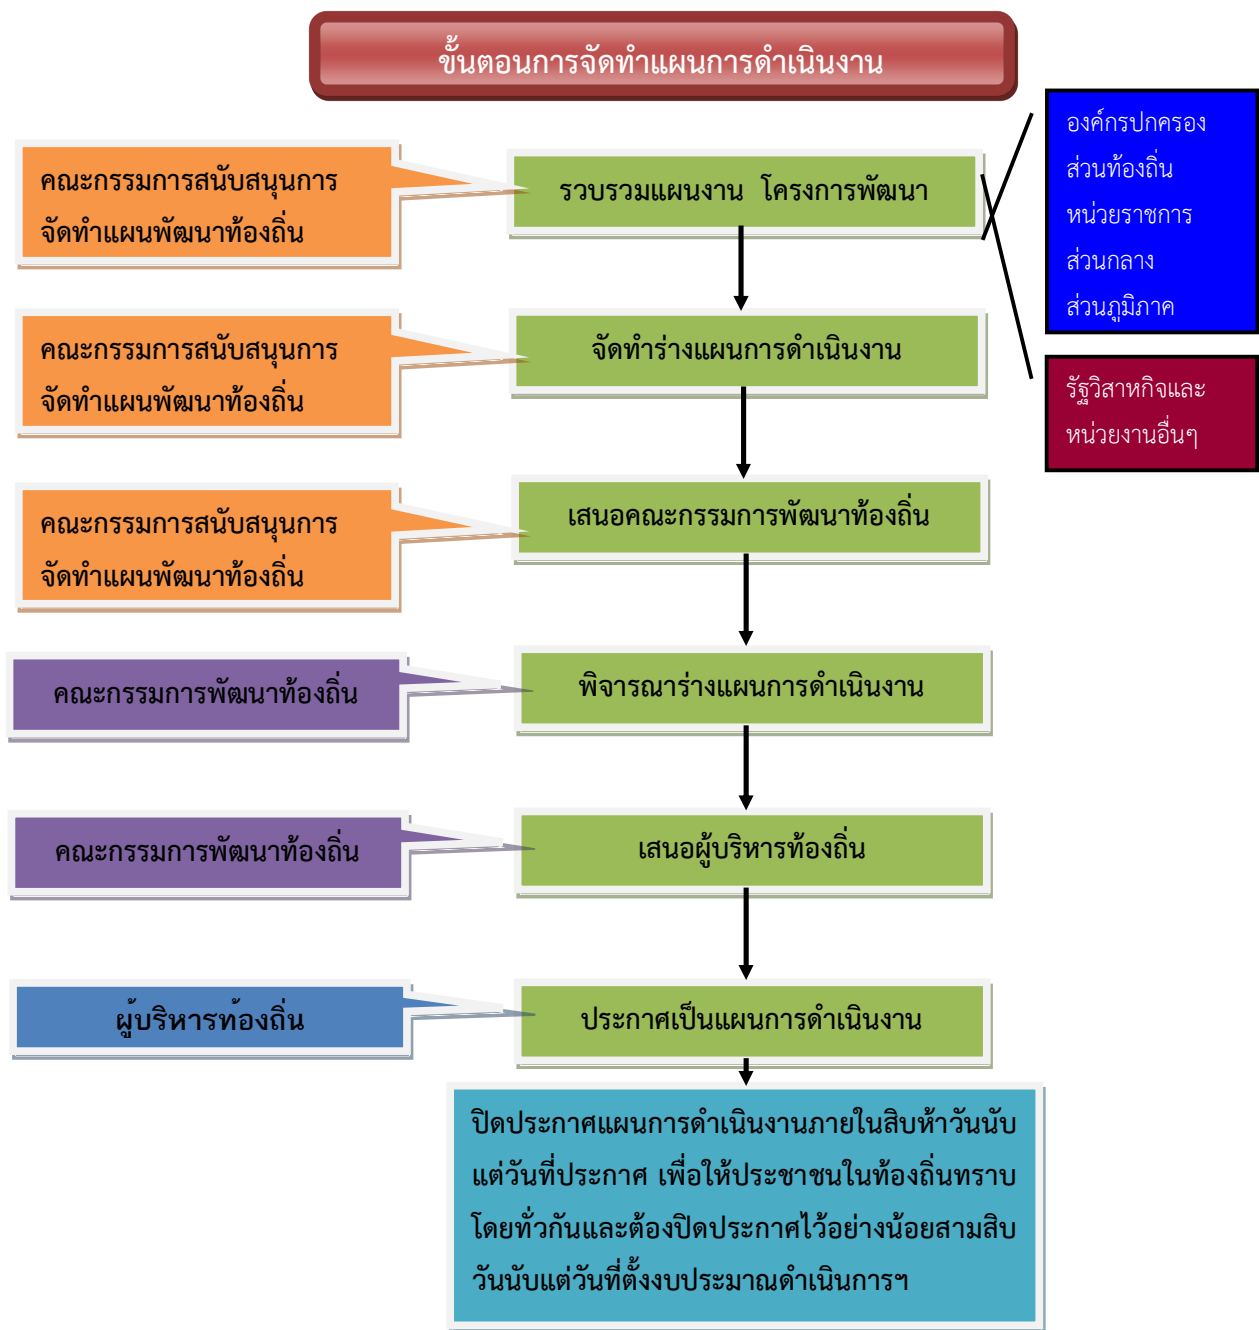 ขั้นตอนการจัดทำแผนการดำเนินงาน
องค์กรปกครอง
ส่วนท้องถิ่น
หน่วยราชการ
ส่วนกลาง
ส่วนภูมิภาค
คณะกรรมการสนับสนุนการ
จัดทำแผนพัฒนาท้องถิ่น
รวบรวมแผนงาน โครงการพัฒนา
คณะกรรมการสนับสนุนการ
จัดทำแผนพัฒนาท้องถิ่น
จัดทำร่างแผนการดำเนินงาน
รัฐวิสาหกิจและ
หน่วยงานอื่นๆ
คณะกรรมการสนับสนุนการ
จัดทำแผนพัฒนาท้องถิ่น
เสนอคณะกรรมการพัฒนาท้องถิ่น
คณะกรรมการพัฒนาท้องถิ่น
พิจารณาร่างแผนการดำเนินงาน
คณะกรรมการพัฒนาท้องถิ่น
เสนอผู้บริหารท้องถิ่น
ผู้บริหารท้องถิ่น
ประกาศเป็นแผนการดำเนินงาน
ปิดประกาศแผนการดำเนินงานภายในสิบห้าวันนับ
แต่วันที่ประกาศ เพื่อให้ประชาชนในท้องถิ่นทราบ
โดยทั่วกันและต้องปิดประกาศไว้อย่างน้อยสามสิบ
วันนับแต่วันที่ตั้งงบประมาณดำเนินการฯ